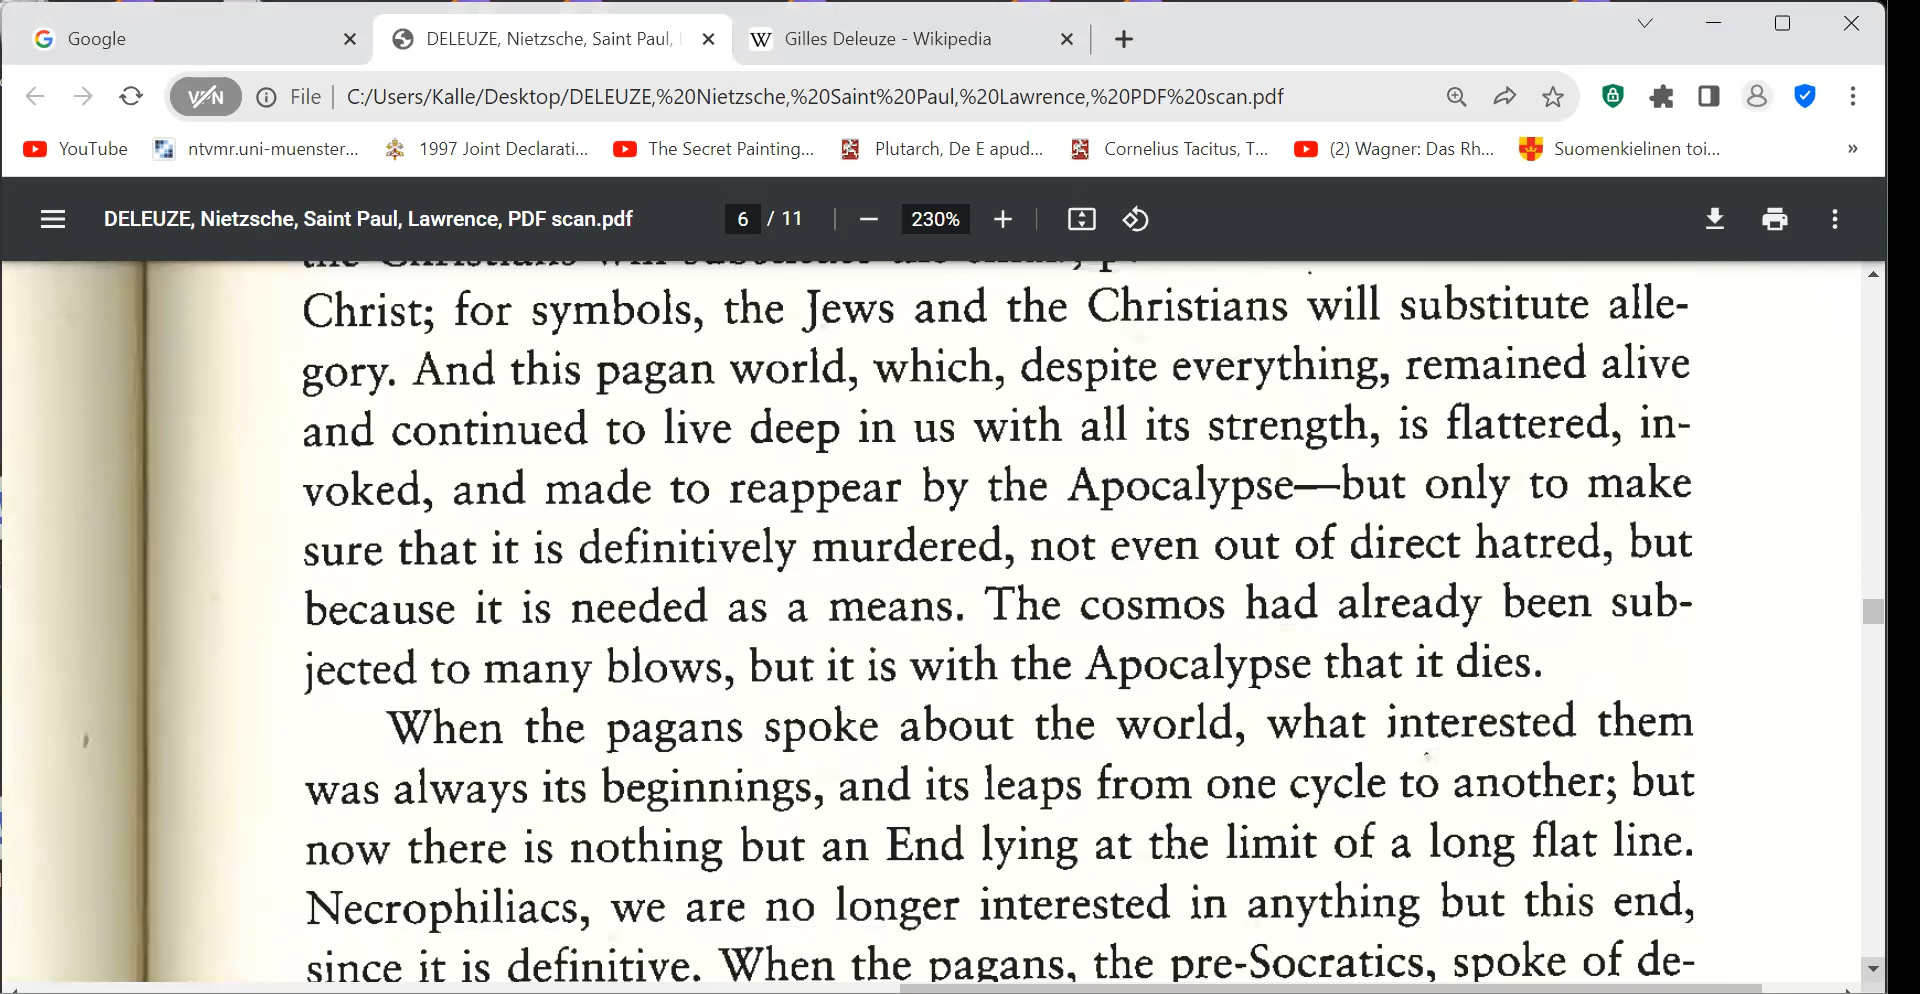 Google
DELEUZE, Nietzsche, Saint Paul,
Gilles Deleuze - Wikipedia
VPN
File
C:/Users/Kalle/Desktop/DELEUZE,%20Nietzsche,%20Saint%20Paul,%20Lawrence,%20PDF%20scan.pdf
YouTube
ntvmr.uni-muenster...
1997 Joint Declarati...
The Secret Painting...
Plutarch, De E apud...
Cornelius Tacitus, T...
(2) Wagner: Das Rh...
Suomenkielinen toi...
»
DELEUZE, Nietzsche, Saint Paul, Lawrence, PDF scan.pdf
6 / 11
230%
the Christians will
Christ; for symbols, the Jews and the Christians will substitute alle-
gory. And this pagan world, which, despite everything, remained alive
and continued to live deep in us with all its strength, is flattered, in-
voked, and made to reappear by the Apocalypse—but only to make
sure that it is definitively murdered, not even out of direct hatred, but
because it is needed as a means. The cosmos had already been sub-
jected to many blows, but it is with the Apocalypse that it dies.
When the pagans spoke about the world, what interested them
was always its beginnings, and its leaps from one cycle to another; but
now there is nothing but an End lying at the limit of a long flat line.
Necrophiliacs, we are no longer interested in anything but this end,
since it is definitive. When the pagans, the pre-Socratics, spoke of de-